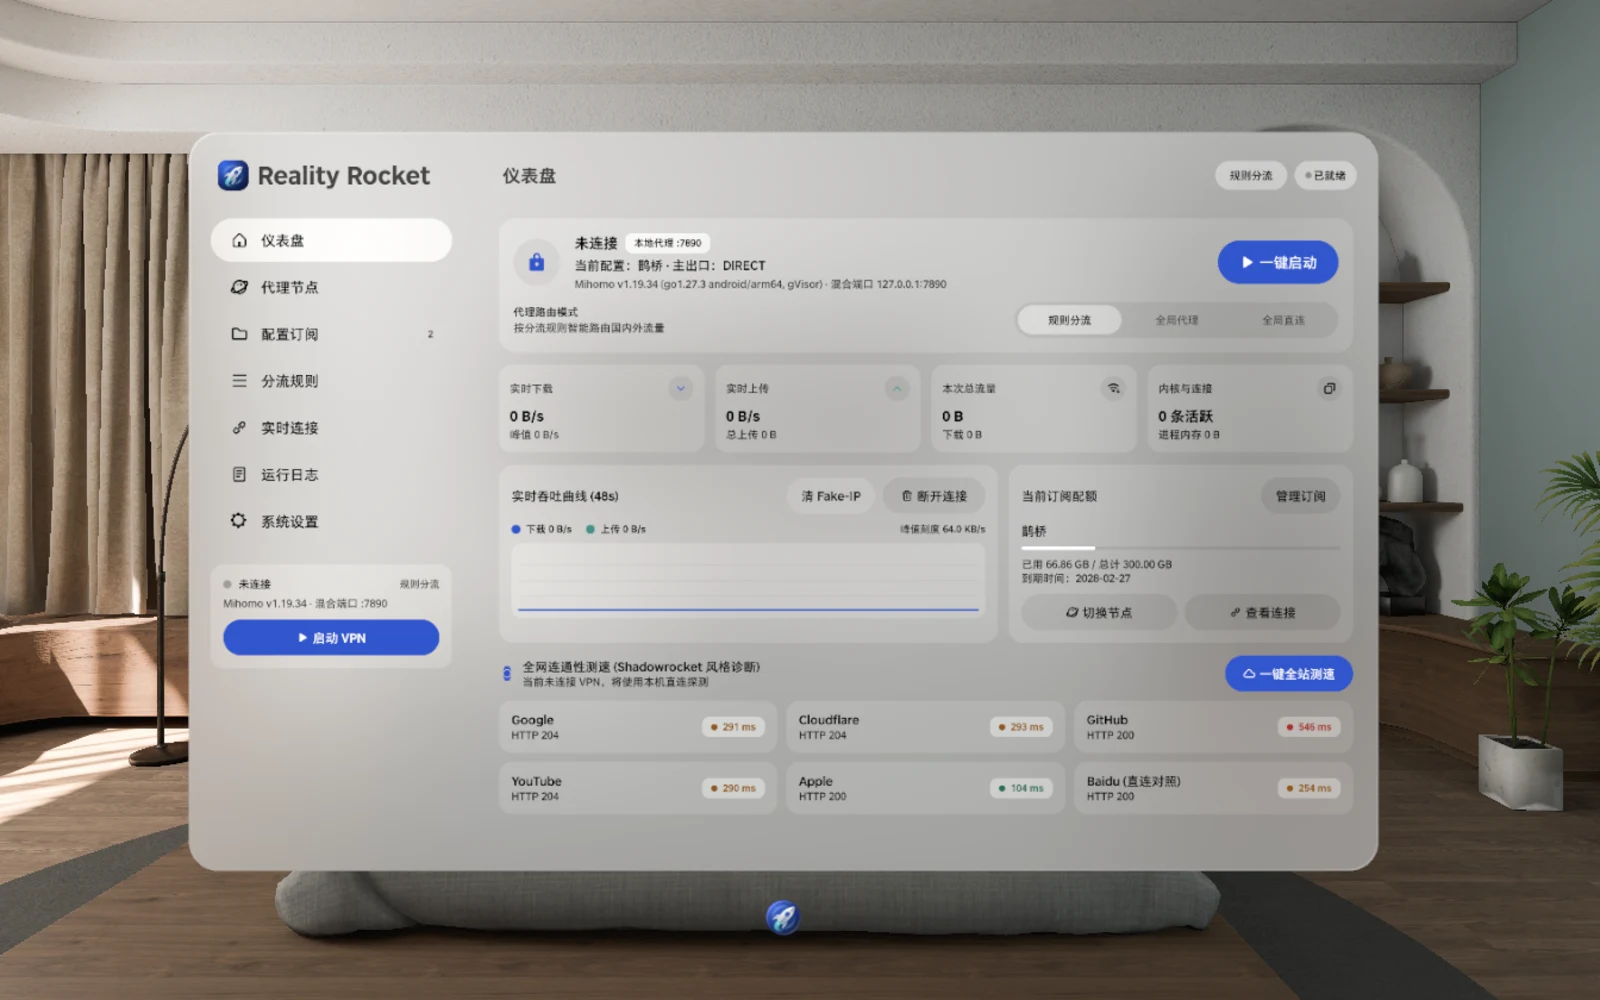 Reality Rocket
仪表盘
代理节点
配置订阅
2
分流规则
实时连接
运行日志
系统设置
未连接
规则分流
Mihomo v1.19.34 · 混合端口 :7890
启动 VPN
仪表盘
规则分流
已就绪
未连接
本地代理 :7890
当前配置：鹊桥 · 主出口：DIRECT
Mihomo v1.19.34 (go1.27.3 android/arm64, gVisor) · 混合端口 127.0.0.1:7890
一键启动
代理路由模式
按分流规则智能路由国内外流量
规则分流
全局代理
全局直连
实时下载
0 B/s
峰值 0 B/s
实时上传
0 B/s
总上传 0 B
本次总流量
0 B
下载 0 B
内核与连接
0 条活跃
进程内存 0 B
实时吞吐曲线 (48s)
清 Fake-IP
断开连接
下载 0 B/s
上传 0 B/s
峰值刻度 64.0 KB/s
当前订阅配额
管理订阅
鹊桥
已用 66.86 GB / 总计 300.00 GB
到期时间：2028-02-27
切换节点
查看连接
全网连通性测速 (Shadowrocket 风格诊断)
当前未连接 VPN，将使用本机直连探测
一键全站测速
Google
HTTP 204
291 ms
Cloudflare
HTTP 204
293 ms
GitHub
HTTP 200
546 ms
YouTube
HTTP 204
290 ms
Apple
HTTP 200
104 ms
Baidu (直连对照)
HTTP 200
254 ms